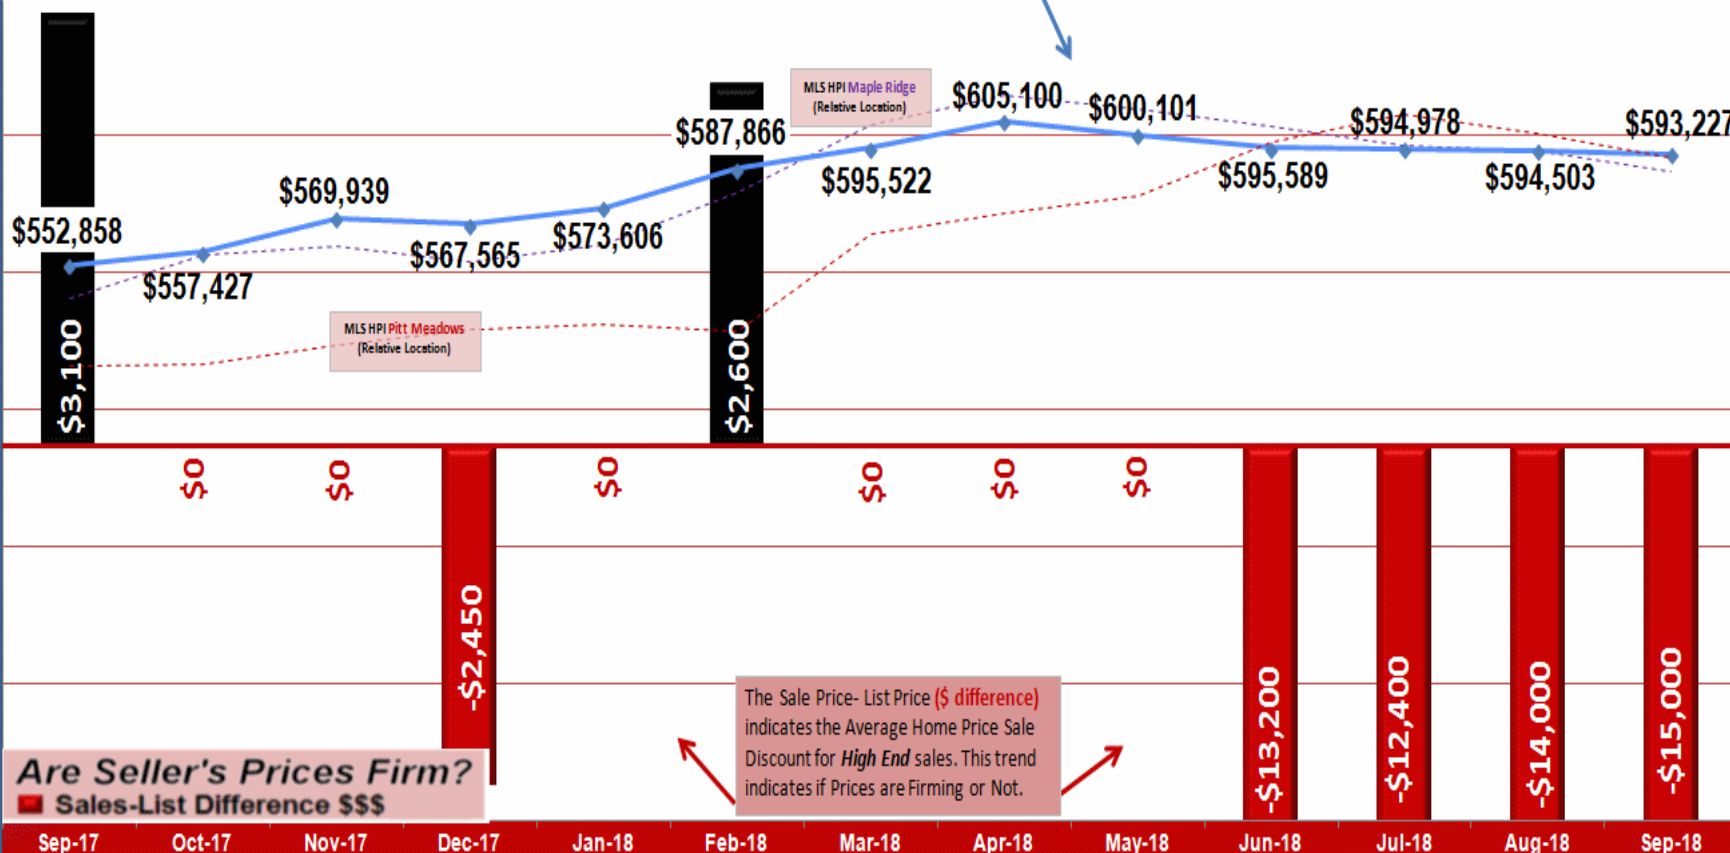 MLS HPI Maple Ridge
(Relative Location)
$605,100
$600,101
$594,978
$593,227
$587,866
$595,522
$595,589
$594,503
$569,939
$552,858
$567,565
$573,606
$557,427
MLS HPI Pitt Meadows
(Relative Location)
$3,100
$2,600
$0
$0
$0
$0
$0
$0
-$2,450
-$13,200
-$12,400
-$14,000
-$15,000
The Sale Price- List Price ($ difference)
indicates the Average Home Price Sale
Discount for High End sales. This trend
indicates if Prices are Firming or Not.
Are Seller's Prices Firm?
Sales-List Difference $$$
Sep-17 Oct-17 Nov-17 Dec-17 Jan-18 Feb-18 Mar-18 Apr-18 May-18 Jun-18 Jul-18 Aug-18 Sep-18